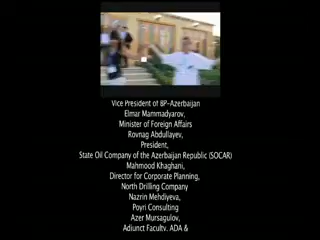 Vice President of BP-Azerbaijan
Elmar Mammadyarov,
Minister of Foreign Affairs
Rovnag Abdullayev,
President,
State Oil Company of the Azerbaijan Republic (SOCAR)
Mahmood Khaghani,
Director for Corporate Planning,
North Drilling Company
Nazrin Mehdiyeva,
Poyri Consulting
Azer Mursagulov,
Adjunct Faculty, ADA &